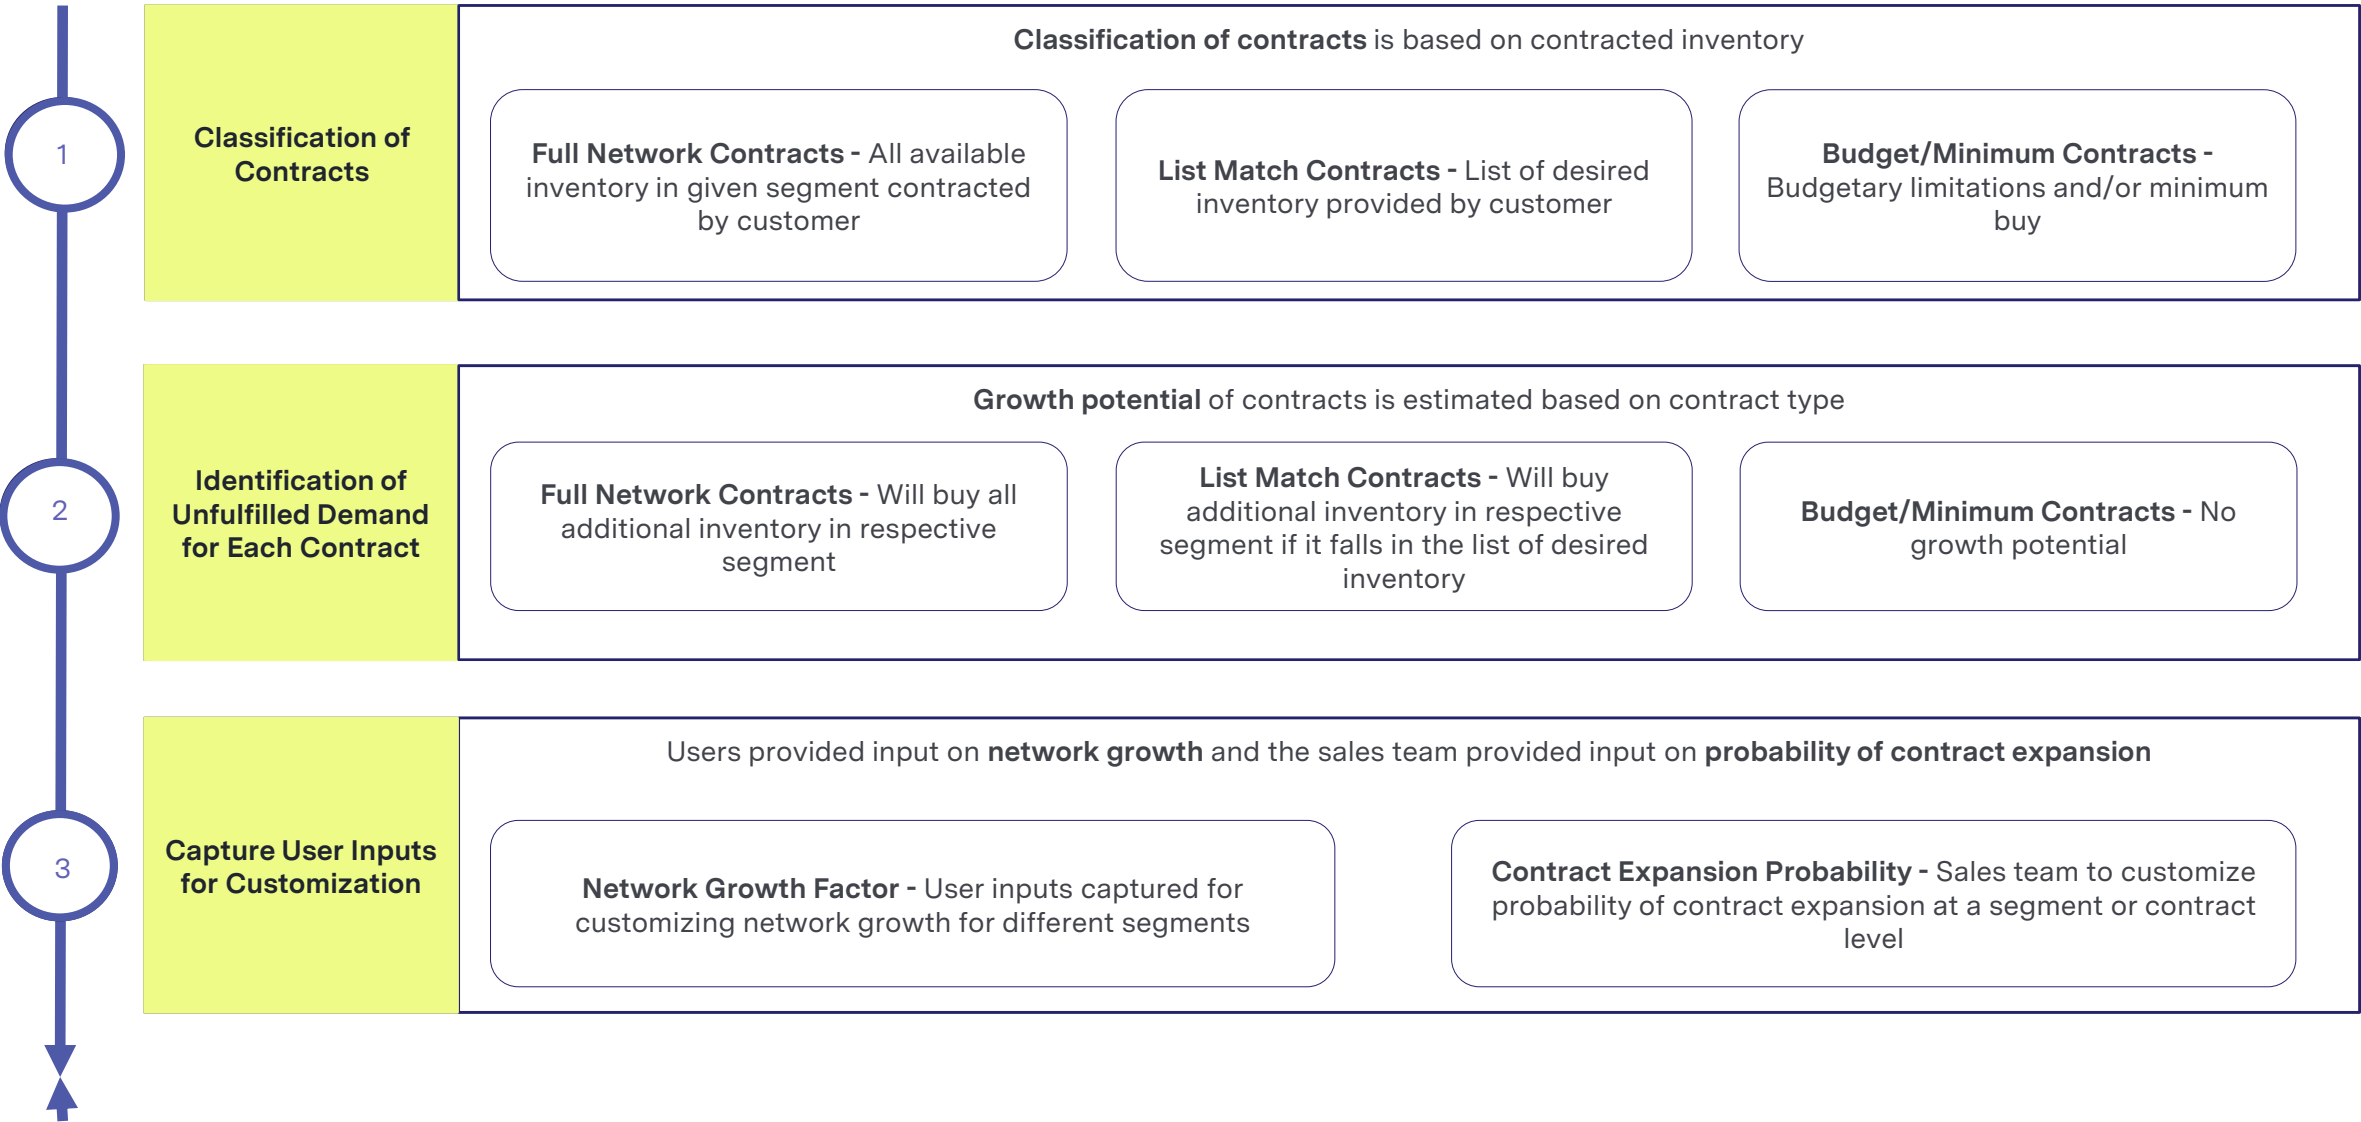 1
Classification of
Contracts
Classification of contracts is based on contracted inventory
Full Network Contracts - All available
inventory in given segment contracted
by customer
List Match Contracts - List of desired
inventory provided by customer
Budget/Minimum Contracts -
Budgetary limitations and/or minimum
buy
2
Identification of
Unfulfilled Demand
for Each Contract
Growth potential of contracts is estimated based on contract type
Full Network Contracts - Will buy all
additional inventory in respective
segment
List Match Contracts - Will buy
additional inventory in respective
segment if it falls in the list of desired
inventory
Budget/Minimum Contracts - No
growth potential
3
Capture User Inputs
for Customization
Users provided input on network growth and the sales team provided input on probability of contract expansion
Network Growth Factor - User inputs captured for
customizing network growth for different segments
Contract Expansion Probability - Sales team to customize
probability of contract expansion at a segment or contract
level